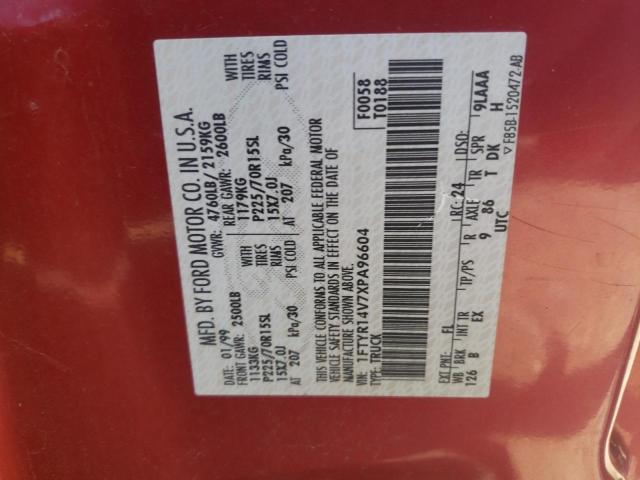 MFD. BY FORD MOTOR CO. IN U.S.A.
DATE: 01/99 GVWR: 4760LB/ 2159KG
FRONT GAWR: 2500LB REAR GAWR: 2600LB
1133KG WITH 1179KG WITH
P225/70R15SL TIRES P225/70R15SL TIRES
15X7.0J RIMS 15X7.0J RIMS
AT 207 kPa/30 PSI COLD AT 207 kPa/30 PSI COLD
THIS VEHICLE CONFORMS TO ALL APPLICABLE FEDERAL MOTOR
VEHICLE SAFETY STANDARDS IN EFFECT ON THE DATE OF
MANUFACTURE SHOWN ABOVE.
VIN: 1FTYR14V7XPA96604 F0058
TYPE: TRUCK T0188
EXT PNT: FL RC: 24 DSO:
WB BRK INT TR TP/PS R AXLE TR SPR 9LAAA
126 B EX 9 86 T DK H
UTC F85B-1520472-AB